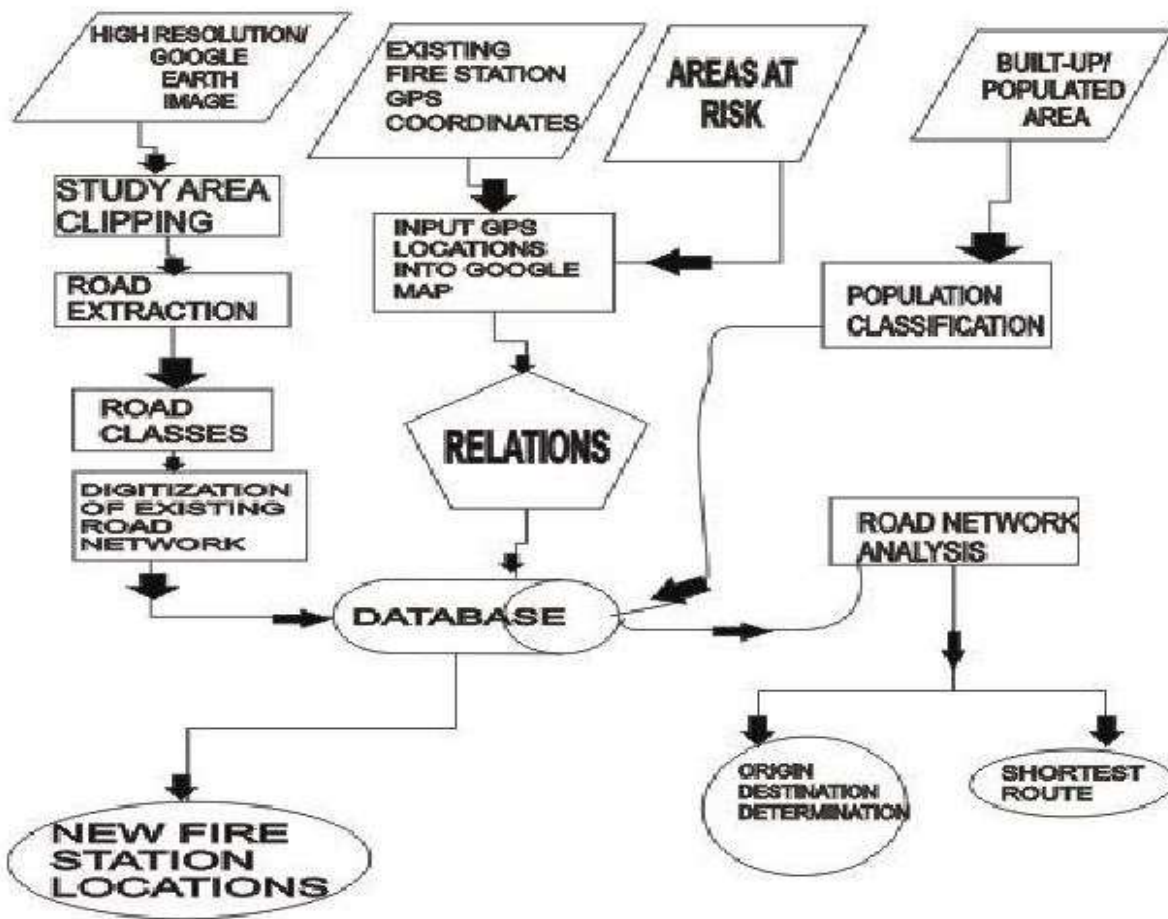 HIGH RESOLUTION/
GOOGLE
EARTH
IMAGE
EXISTING
FIRE STATION
GPS
COORDINATES
AREAS AT
RISK
BUILT-UP/
POPULATED
AREA
STUDY AREA
CLIPPING
INPUT GPS
LOCATIONS
INTO GOOGLE
MAP
ROAD
EXTRACTION
POPULATION
CLASSIFICATION
ROAD
CLASSES
RELATIONS
DIGITIZATION
OF EXISTING
ROAD
NETWORK
ROAD NETWORK
ANALYSIS
DATABASE
ORIGIN
DESTINATION
DETERMINATION
SHORTEST
ROUTE
NEW FIRE
STATION
LOCATIONS